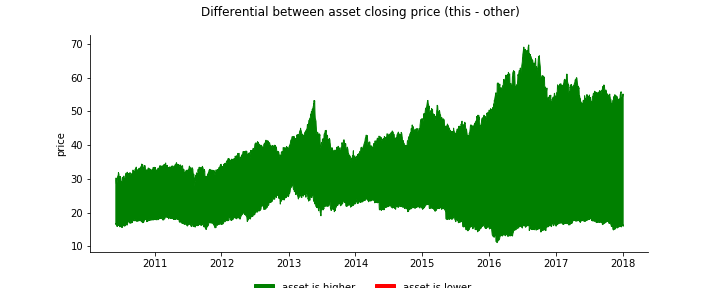 Differential between asset closing price (this - other)
70
60
50
40
30
20
10
price
2011 2012 2013 2014 2015 2016 2017 2018
asset is higher asset is lower